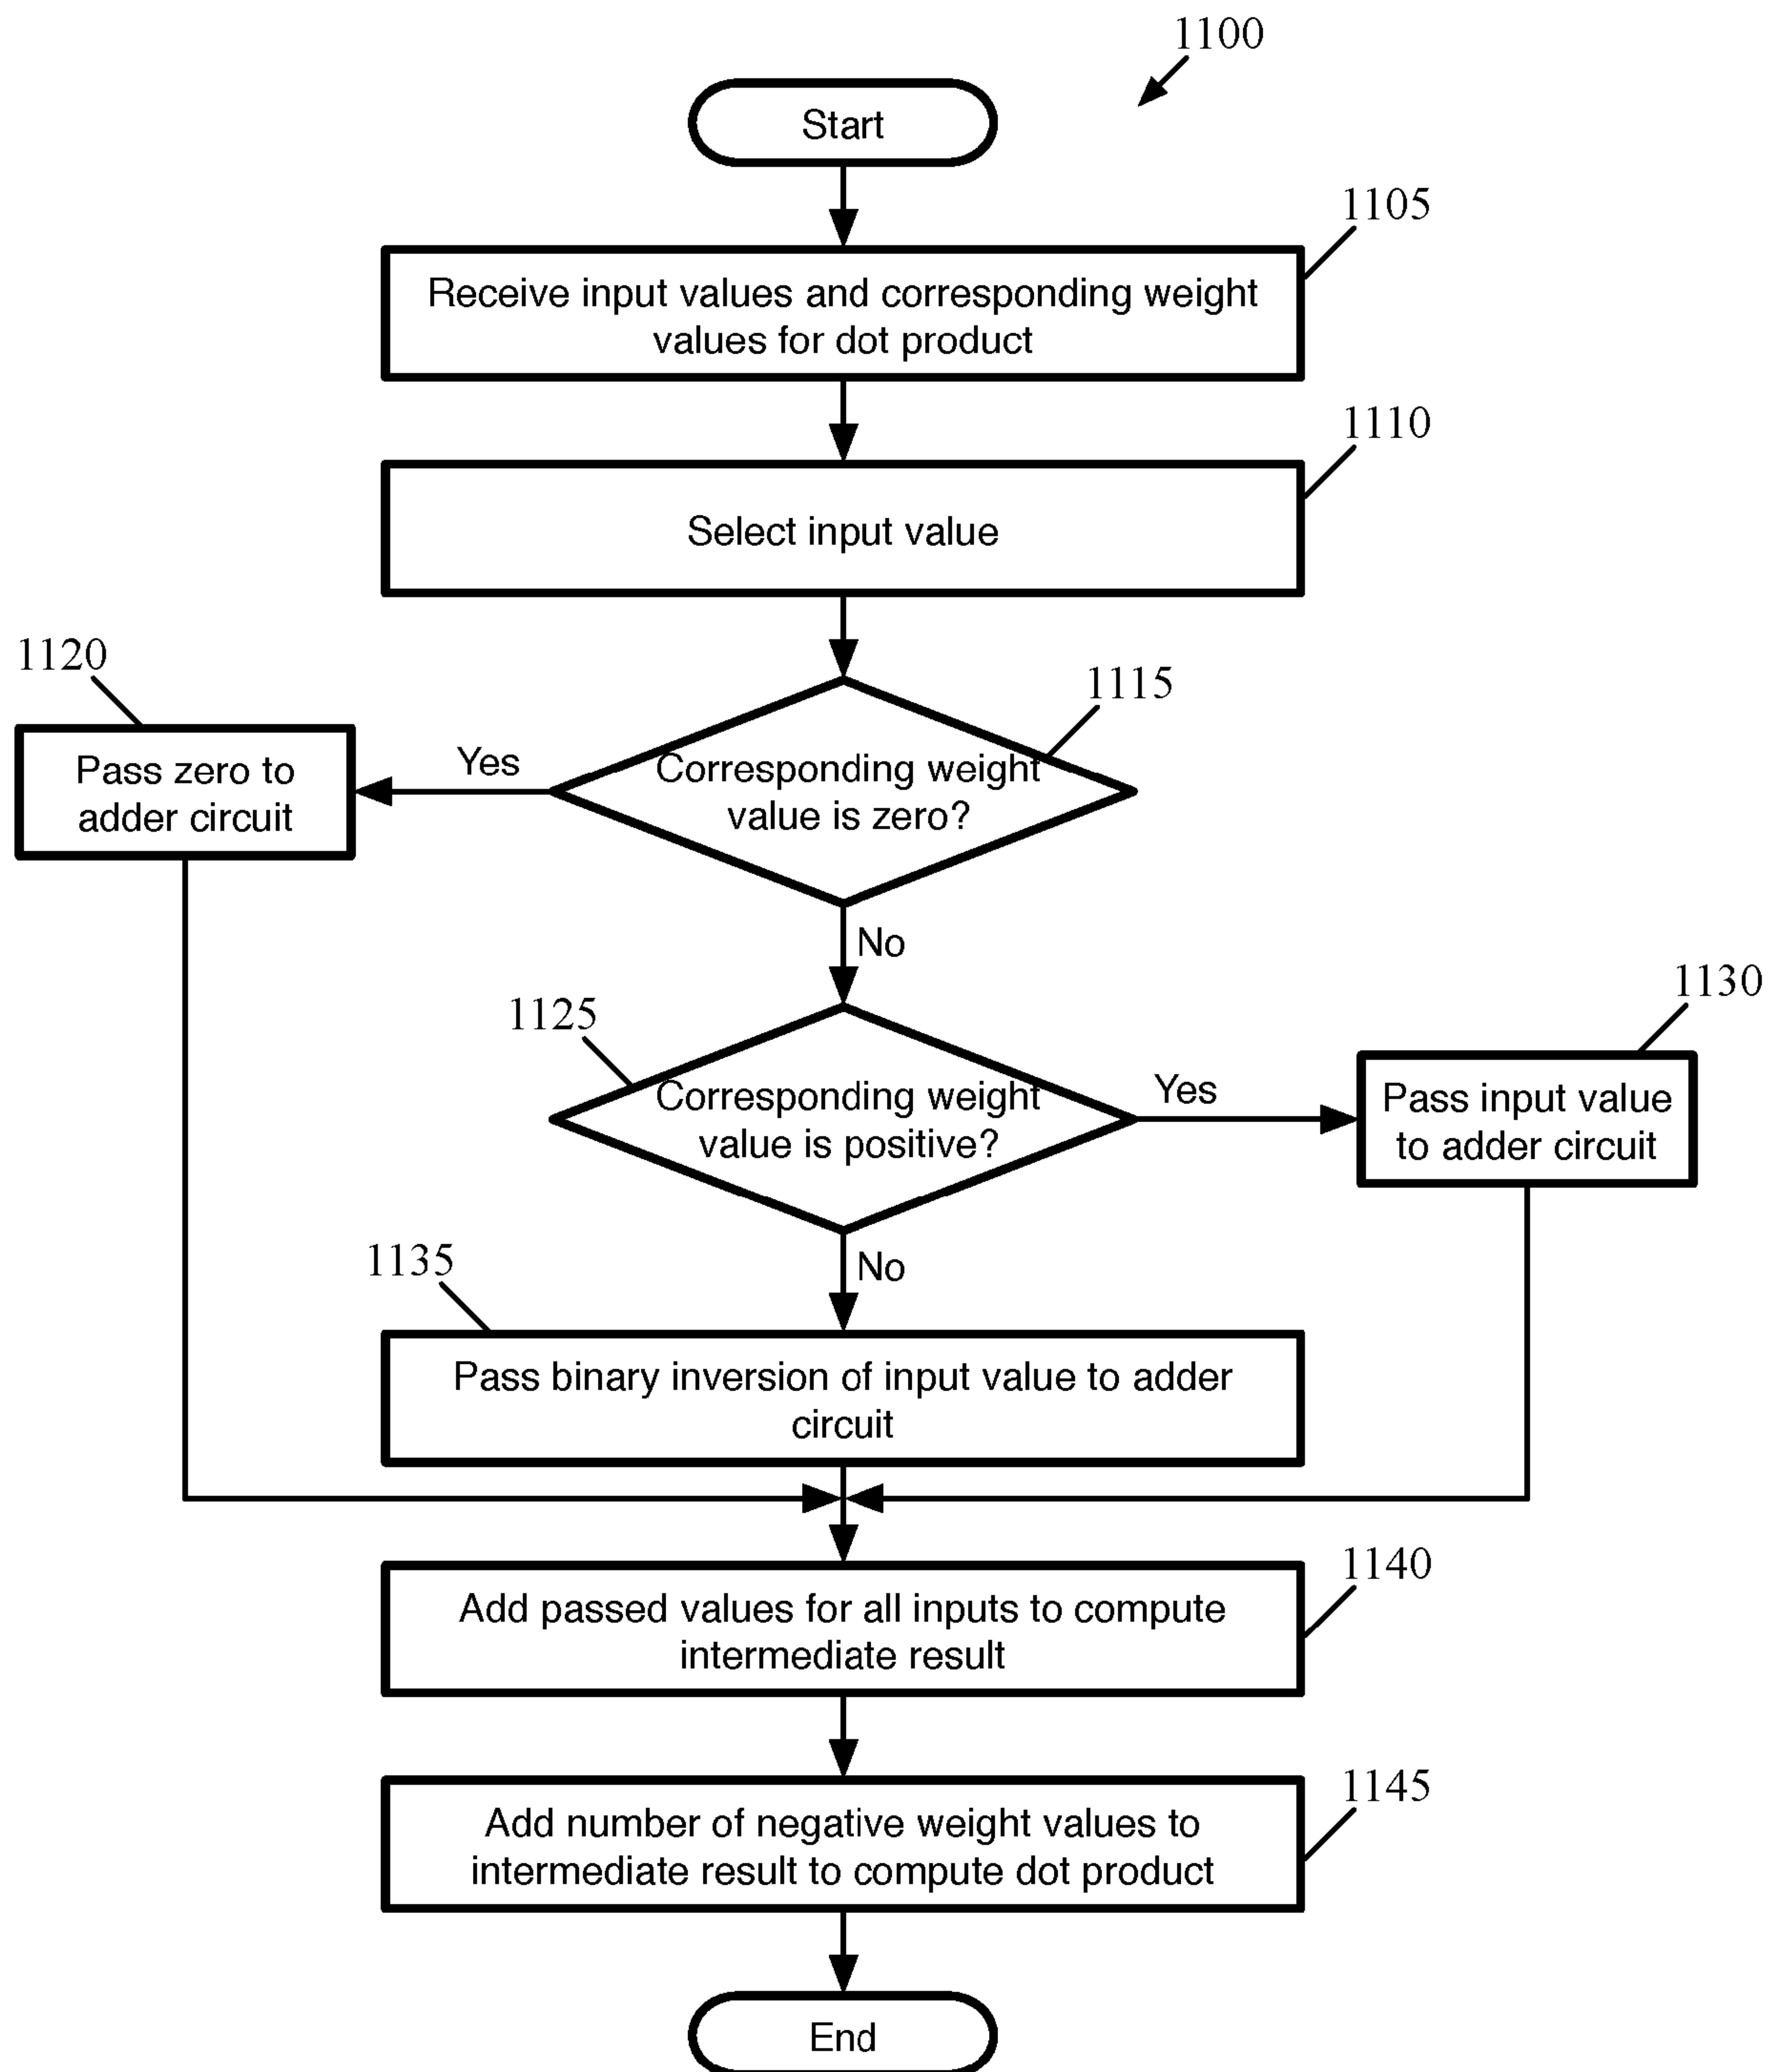 1100
Start
1105
Receive input values and corresponding weight
values for dot product
1110
Select input value
1120
1115
Pass zero to
adder circuit
Yes
Corresponding weight
value is zero?
No
1130
1125
Corresponding weight
value is positive?
Yes
Pass input value
to adder circuit
No
1135
Pass binary inversion of input value to adder
circuit
1140
Add passed values for all inputs to compute
intermediate result
1145
Add number of negative weight values to
intermediate result to compute dot product
End